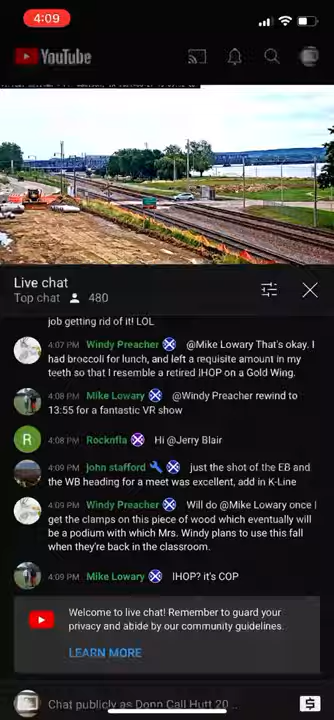 4:09
YouTube
Live chat
Top chat 480
job getting rid of it! LOL
4:07 PM Windy Preacher @Mike Lowary That's okay. I
had broccoli for lunch, and left a requisite amount in my
teeth so that I resemble a retired IHOP on a Gold Wing.
4:08 PM Mike Lowary @Windy Preacher rewind to
13:55 for a fantastic VR show
R 4:08 PM Rocknfla Hi @Jerry Blair
4:09 PM john stafford just the shot of the EB and
the WB heading for a meet was excellent, add in K-Line
4:09 PM Windy Preacher Will do @Mike Lowary once I
get the clamps on this piece of wood which eventually will
be a podium with which Mrs. Windy plans to use this fall
when they're back in the classroom.
4:09 PM Mike Lowary IHOP? it's COP
Welcome to live chat! Remember to guard your
privacy and abide by our community guidelines.
LEARN MORE
Chat publicly as Donn Call Hutt 20 ..